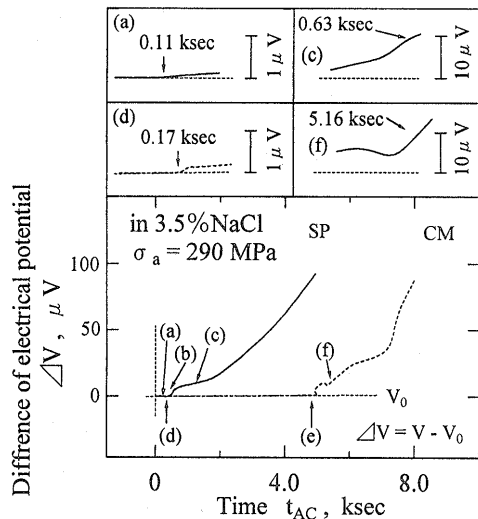 (a)
0.11 ksec
1 μ V
0.63 ksec
(c)
10 μ V
(d)
0.17 ksec
1 μ V
5.16 ksec
(f)
10 μ V
Diffrence of electrical potential
⊿V , μ V
in 3.5%NaCl
σ a = 290 MPa
SP
CM
100
50
0
(a)
(b)
(c)
(d)
(e)
(f)
V0
⊿V = V - V0
0
4.0
8.0
Time tAC , ksec